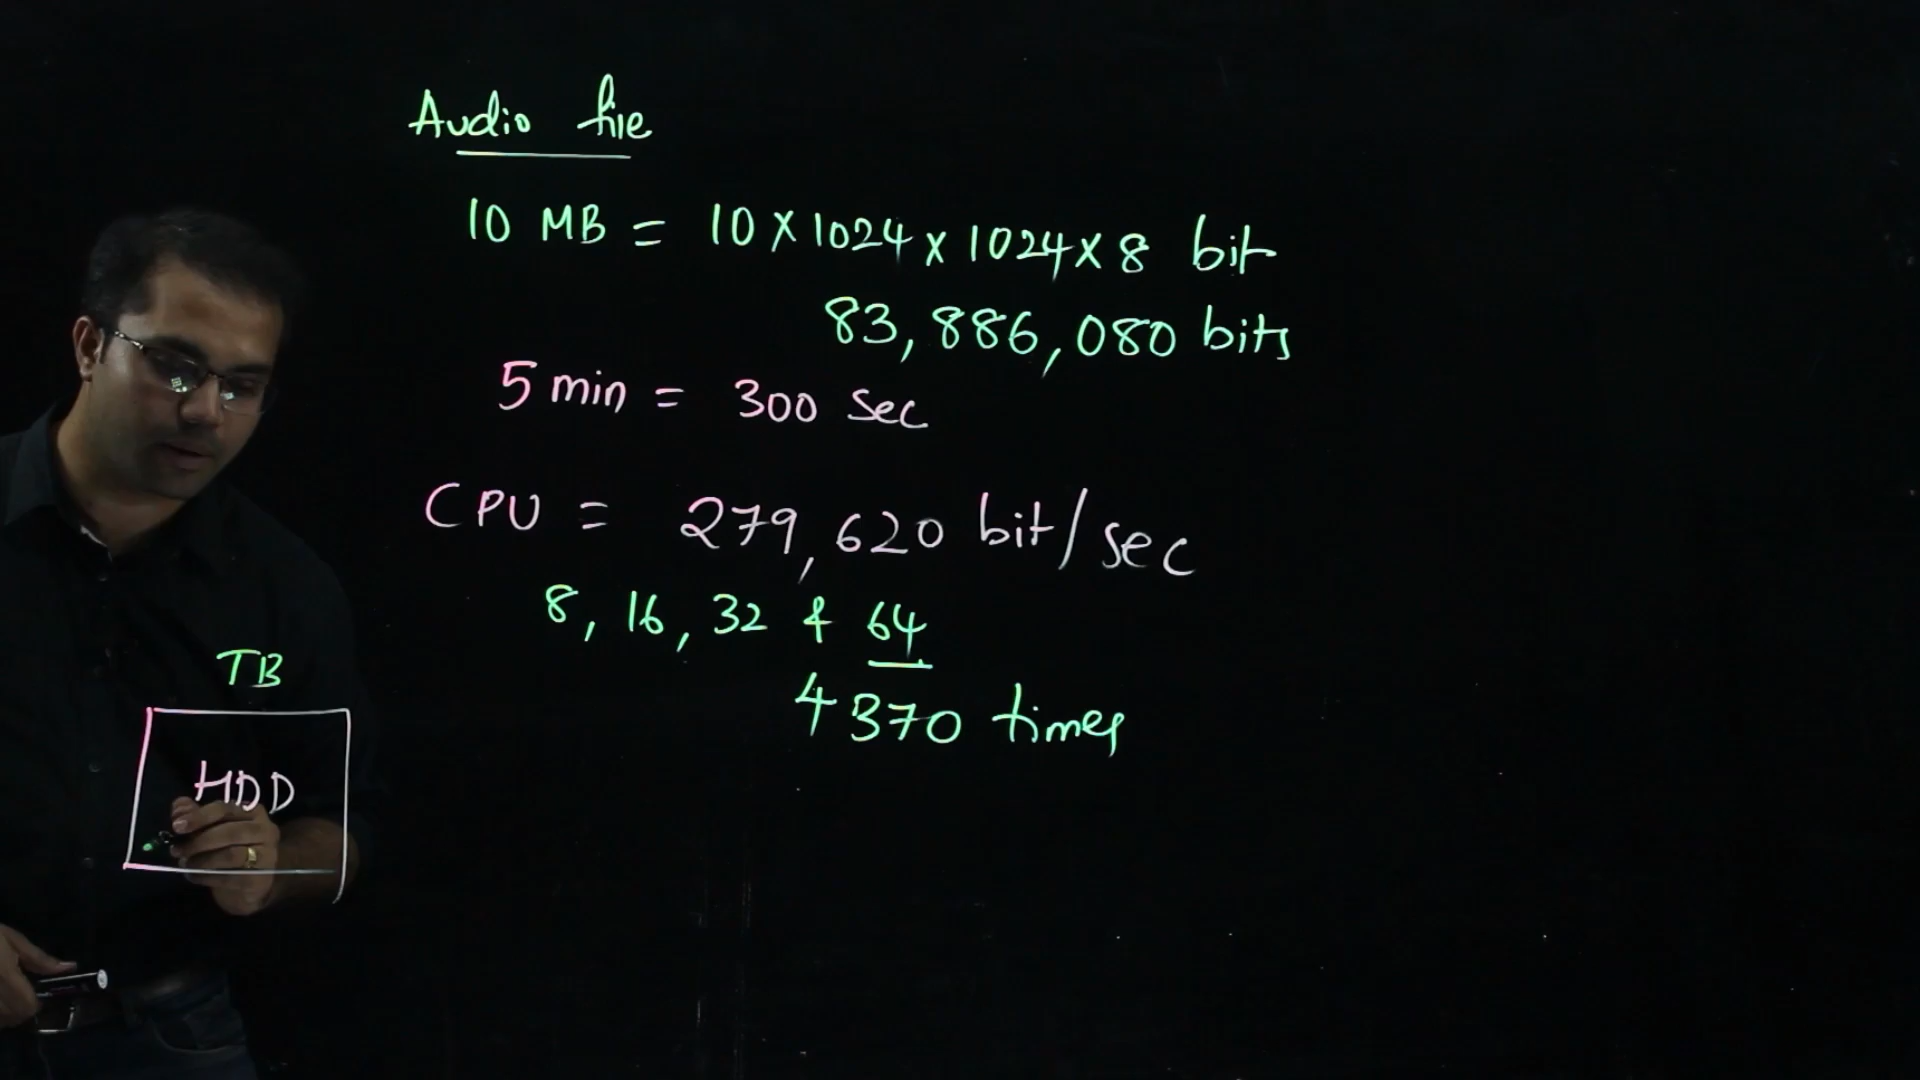 Audio file
10 MB = 10 x 1024 x 1024 x 8 bit
83,886,080 bits
5 min = 300 sec
CPU = 279,620 bit/sec
8, 16, 32 & 64
4370 times
TB
HDD